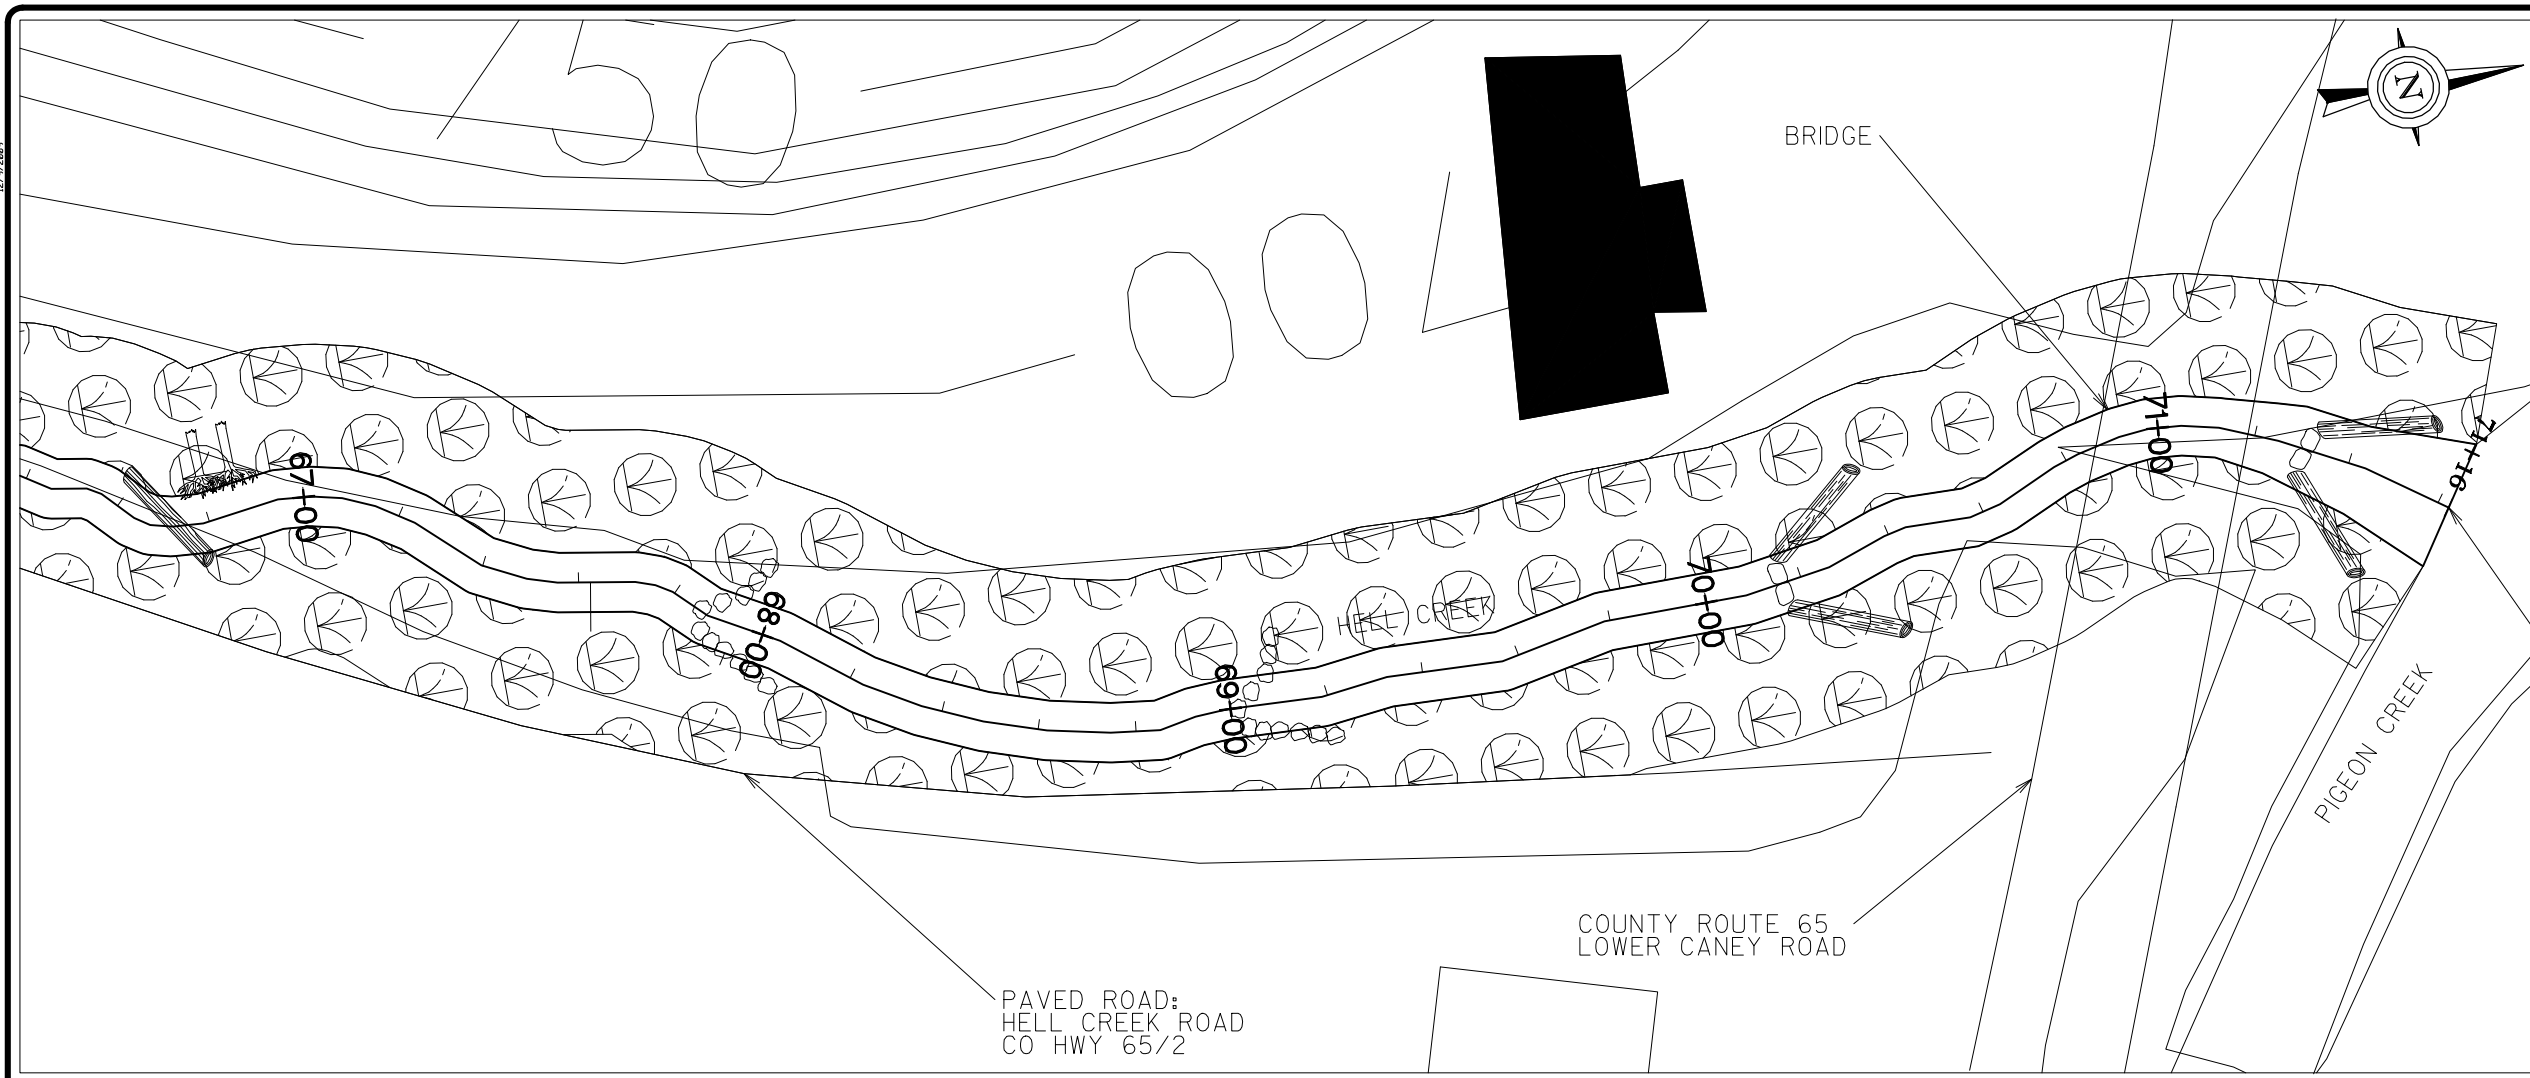 N
BRIDGE
67+00
68+00
69+00
70+00
71+00
71+16
HELL CREEK
PIGEON CREEK
COUNTY ROUTE 65
LOWER CANEY ROAD
PAVED ROAD:
HELL CREEK ROAD
CO HWY 65/2